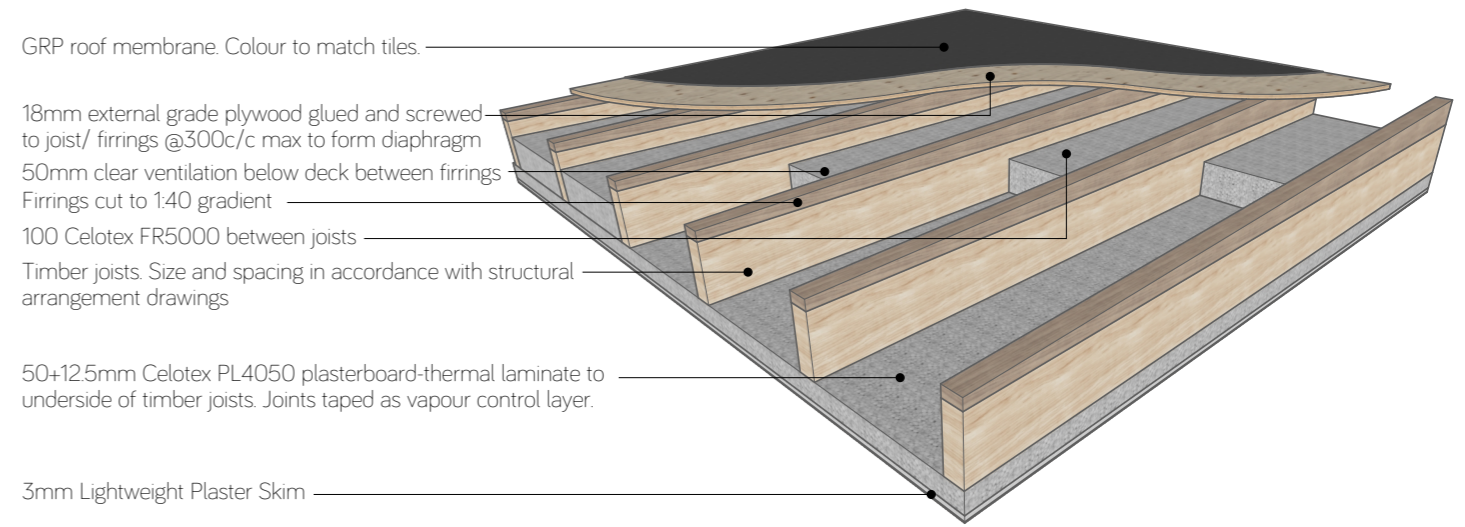 GRP roof membrane. Colour to match tiles.
18mm external grade plywood glued and screwed
to joist/ firrings @300c/c max to form diaphragm
50mm clear ventilation below deck between firrings
Firrings cut to 1:40 gradient
100 Celotex FR5000 between joists
Timber joists. Size and spacing in accordance with structural
arrangement drawings
50+12.5mm Celotex PL4050 plasterboard-thermal laminate to
underside of timber joists. Joints taped as vapour control layer.
3mm Lightweight Plaster Skim